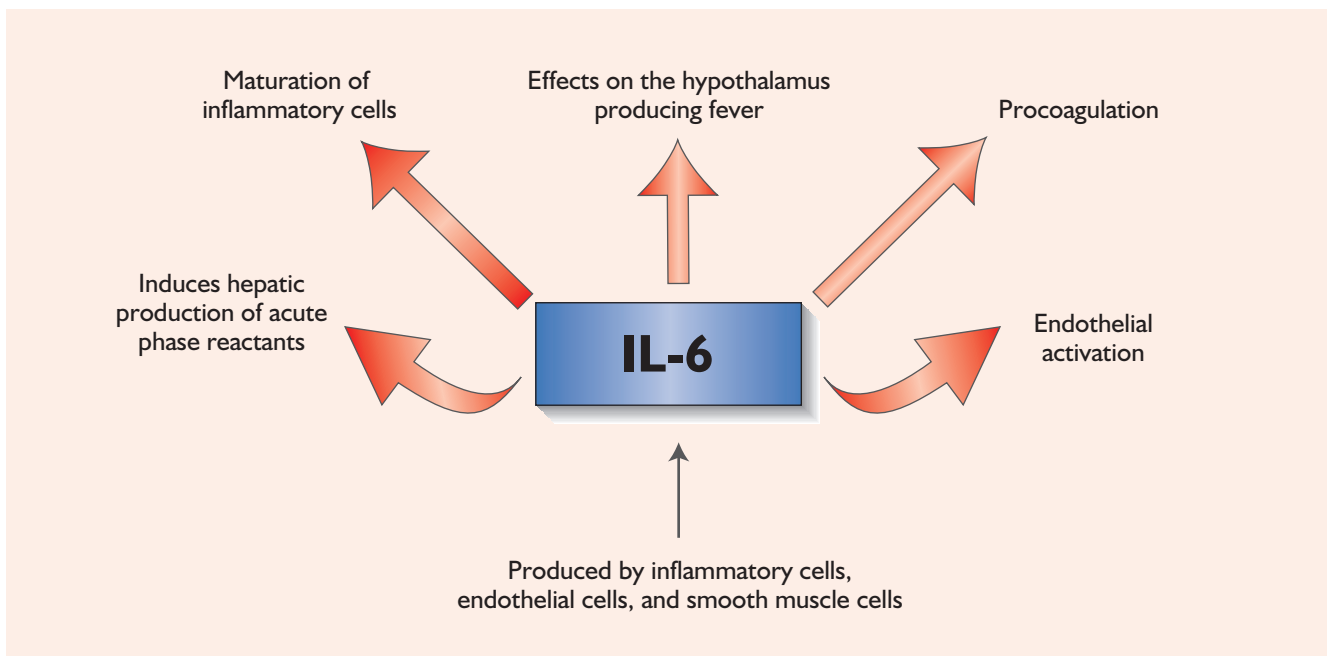 Maturation of
inflammatory cells
Effects on the hypothalamus
producing fever
Procoagulation
Induces hepatic
production of acute
phase reactants
IL-6
Endothelial
activation
Produced by inflammatory cells,
endothelial cells, and smooth muscle cells